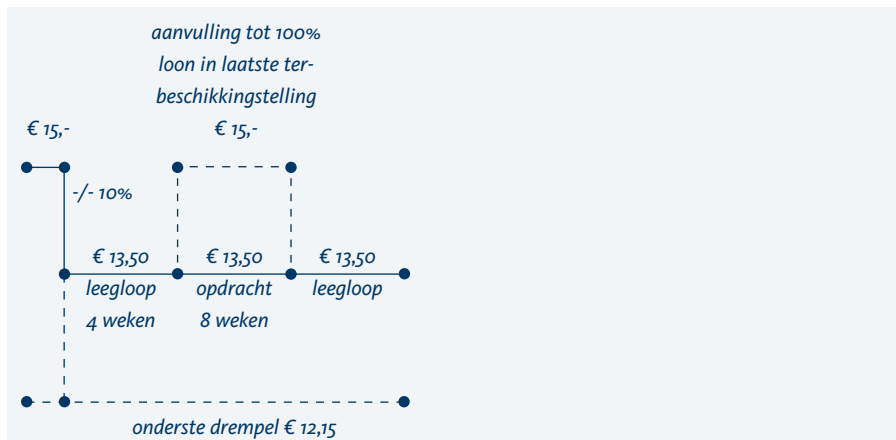 aanvulling tot 100%
loon in laatste ter-
beschikkingstelling
€ 15,-
€ 15,-
-/- 10%
€ 13,50
€ 13,50
€ 13,50
leegloop
opdracht
leegloop
4 weken
8 weken
onderste drempel € 12,15